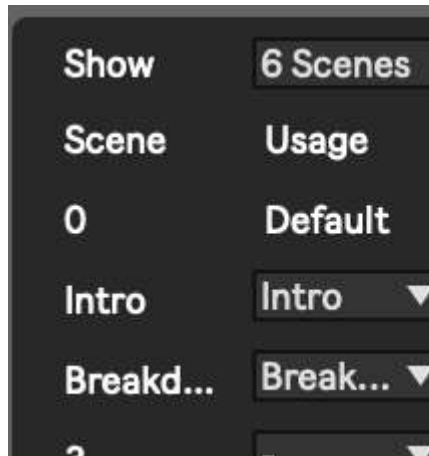 Show 6 Scenes
Scene Usage
0 Default
Intro Intro
Breakd... Break...